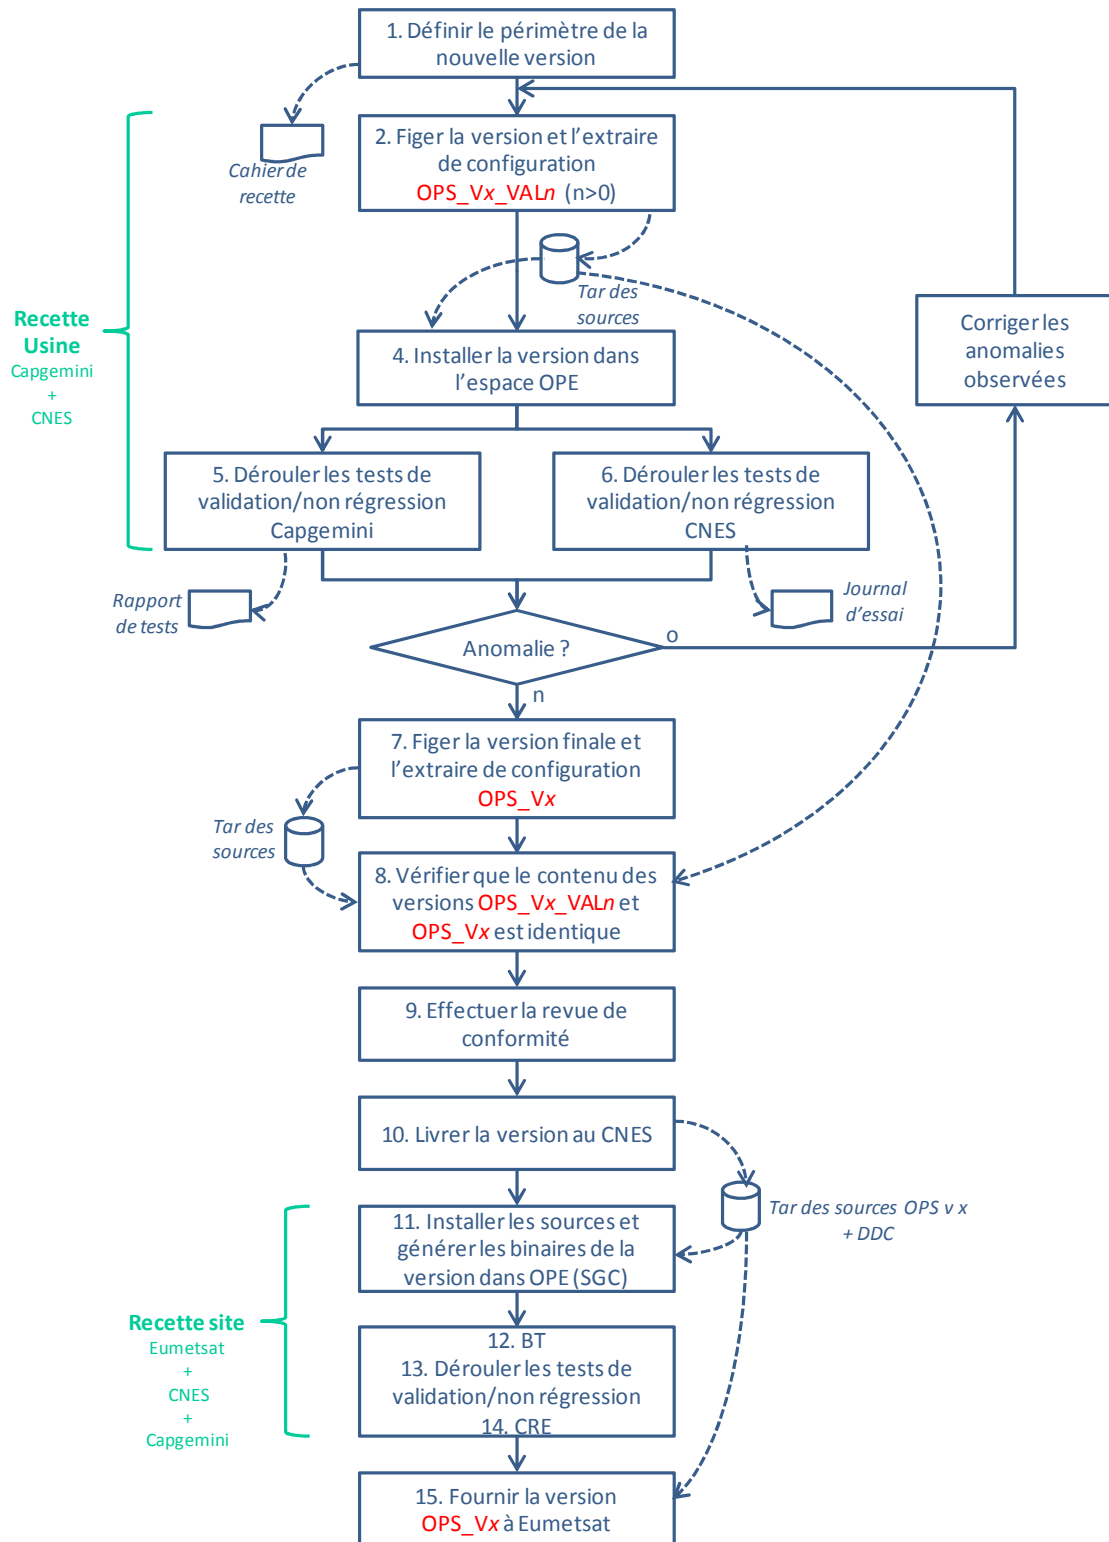 1. Définir le périmètre de la
nouvelle version
2. Figer la version et l'extraire
de configuration
OPS_Vx_VALn (n>0)
Cahier de
recette
Tar des
sources
Recette
Usine
Capgemini
+
CNES
4. Installer la version dans
l'espace OPE
Corriger les
anomalies
observées
5. Dérouler les tests de
validation/non régression
Capgemini
6. Dérouler les tests de
validation/non régression
CNES
Rapport
de tests
Journal
d'essai
Anomalie ?
o
n
7. Figer la version finale et
l'extraire de configuration
OPS_Vx
Tar des
sources
8. Vérifier que le contenu des
versions OPS_Vx_VALn et
OPS_Vx est identique
9. Effectuer la revue de
conformité
10. Livrer la version au CNES
Tar des sources OPS v x
+ DDC
11. Installer les sources et
générer les binaires de la
version dans OPE (SGC)
Recette site
Eumetsat
+
CNES
+
Capgemini
12. BT
13. Dérouler les tests de
validation/non régression
14. CRE
15. Fournir la version
OPS_Vx à Eumetsat